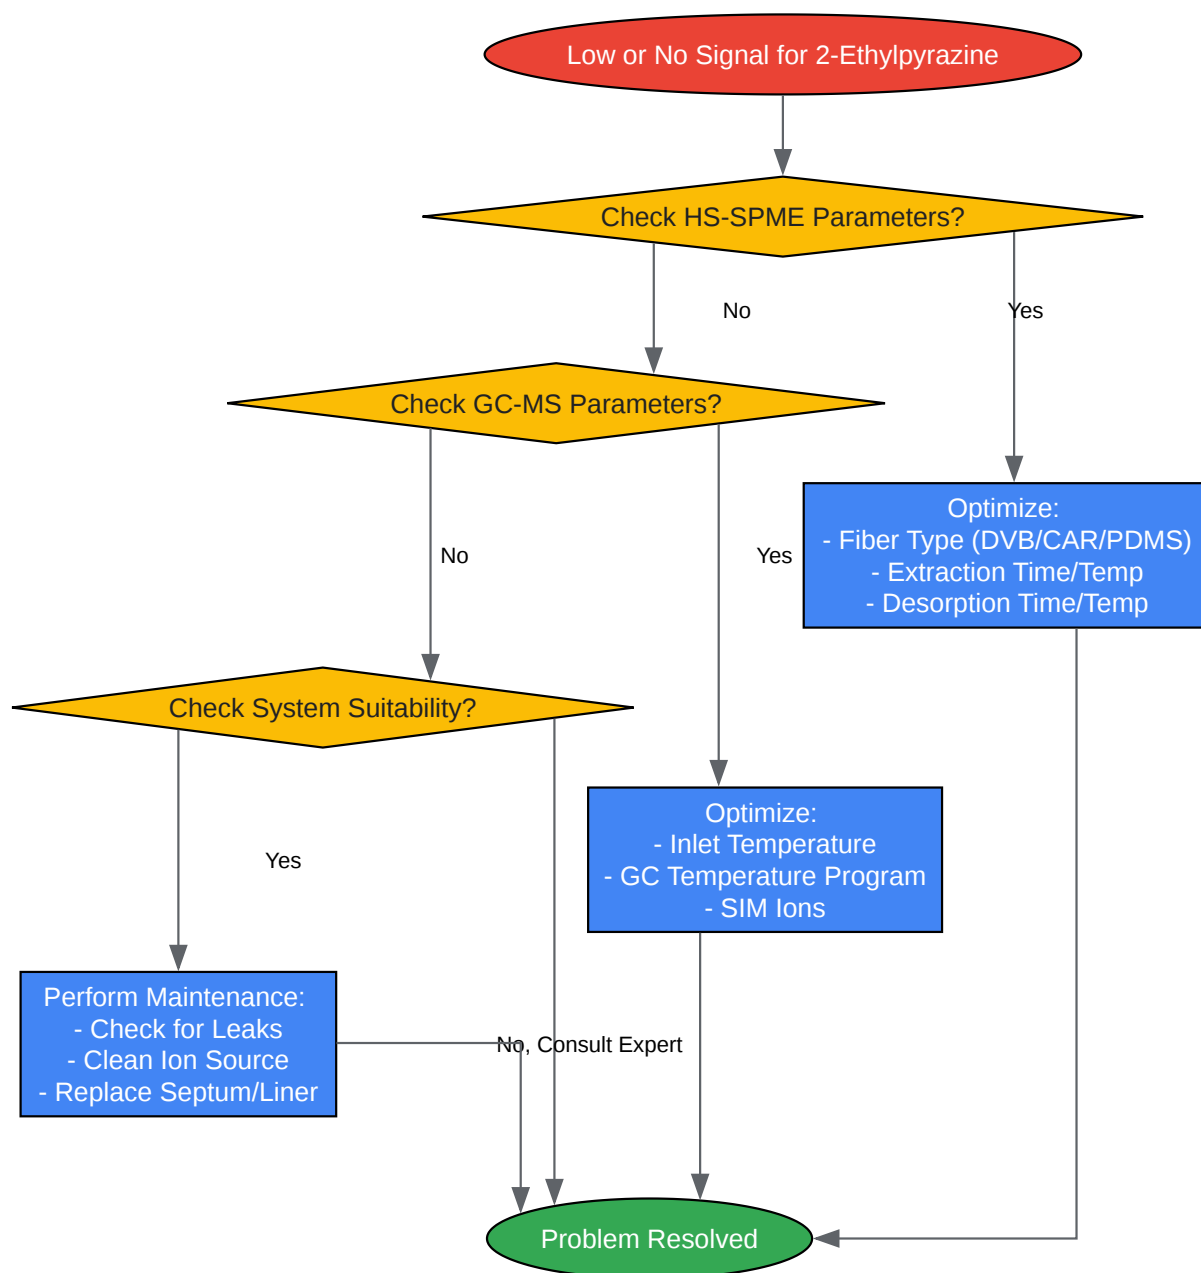 Low or No Signal for 2-Ethylpyrazine
Check HS-SPME Parameters?
No
Yes
Check GC-MS Parameters?
Optimize:
- Fiber Type (DVB/CAR/PDMS)
- Extraction Time/Temp
- Desorption Time/Temp
No
Yes
Check System Suitability?
Optimize:
- Inlet Temperature
- GC Temperature Program
- SIM Ions
Yes
Perform Maintenance:
- Check for Leaks
- Clean Ion Source
- Replace Septum/Liner
No, Consult Expert
Problem Resolved